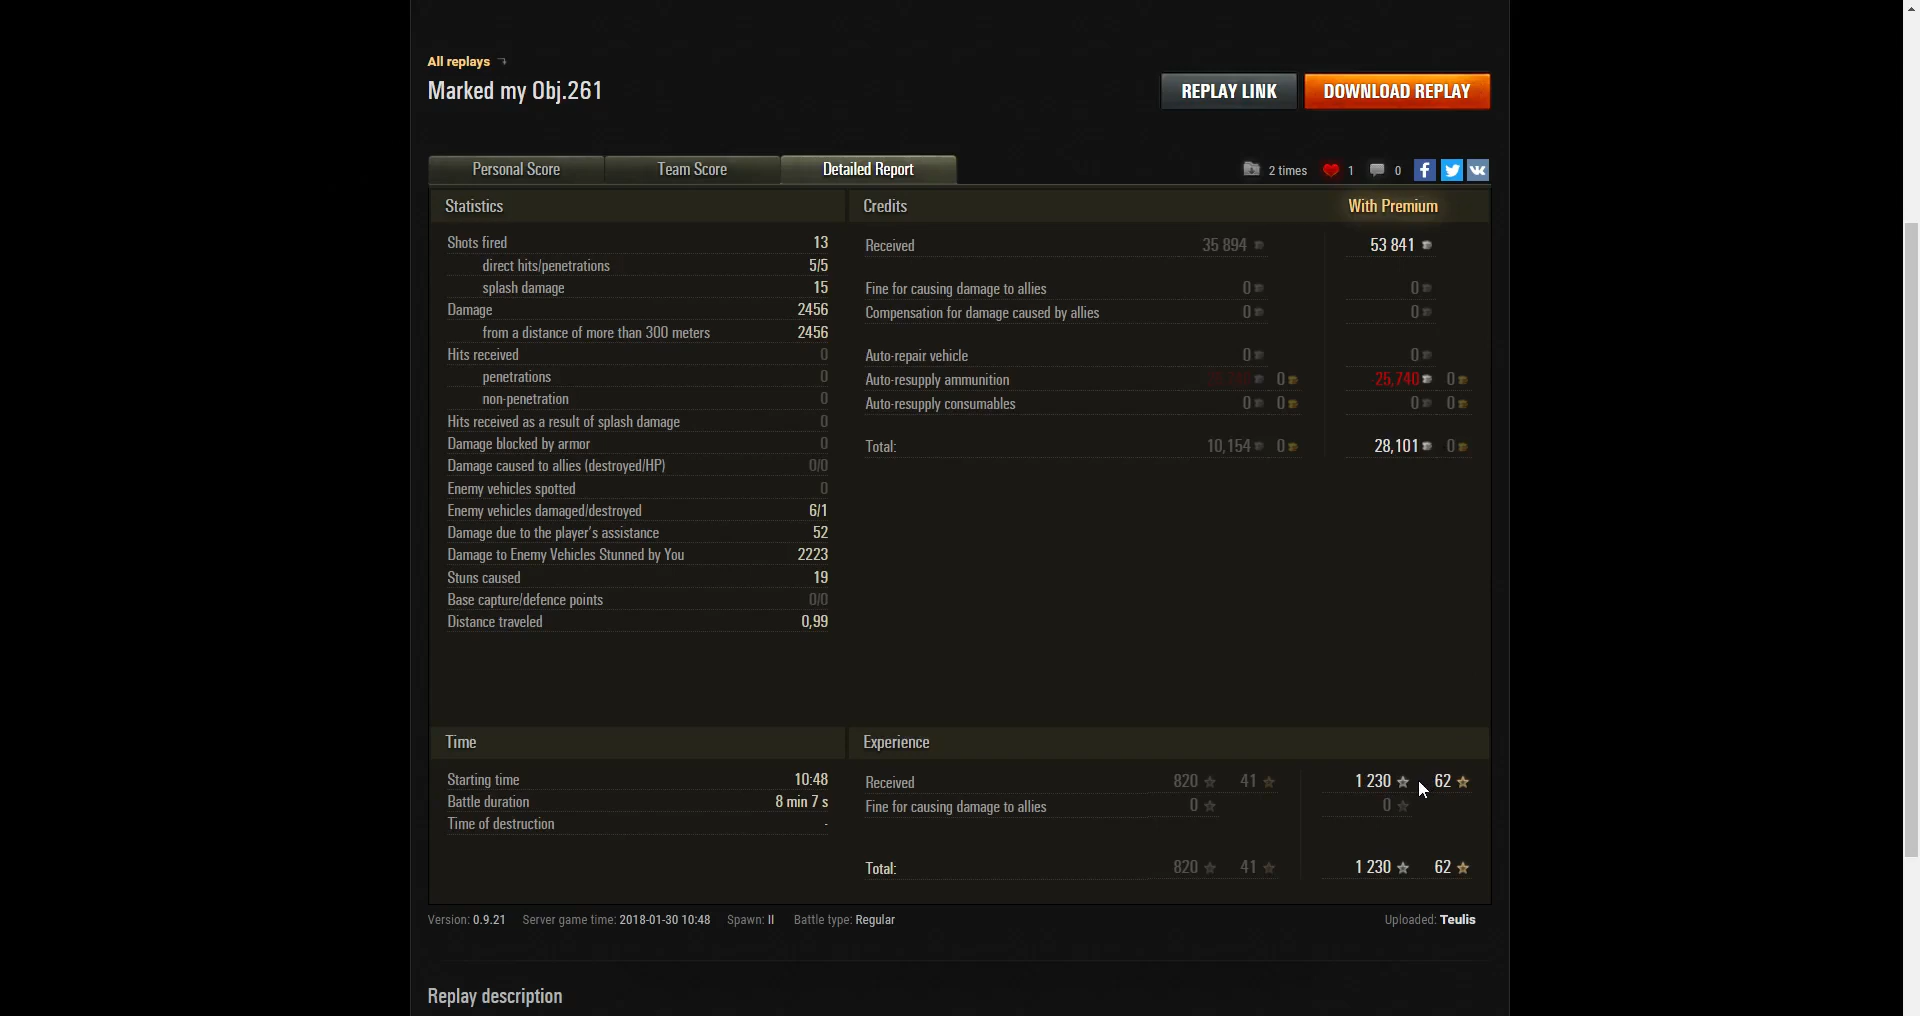 All replays
Marked my Obj.261
REPLAY LINK
DOWNLOAD REPLAY
Personal Score
Team Score
Detailed Report
2 times
1
0
Statistics
Shots fired 13
direct hits/penetrations 5/5
splash damage 15
Damage 2456
from a distance of more than 300 meters 2456
Hits received 0
penetrations 0
non-penetration 0
Hits received as a result of splash damage 0
Damage blocked by armor 0
Damage caused to allies (destroyed/HP) 0/0
Enemy vehicles spotted 0
Enemy vehicles damaged/destroyed 6/1
Damage due to the player's assistance 52
Damage to Enemy Vehicles Stunned by You 2223
Stuns caused 19
Base capture/defence points 0/0
Distance traveled 0,99
Credits With Premium
Received 35 894 53 841
Fine for causing damage to allies 0 0
Compensation for damage caused by allies 0 0
Auto-repair vehicle 0 0
Auto-resupply ammunition 0 -25,740 0
Auto-resupply consumables 0 0 0 0
Total: 10,154 0 28,101 0
Time
Starting time 10:48
Battle duration 8 min 7 s
Time of destruction -
Experience
Received 820 41 1 230 62
Fine for causing damage to allies 0 0
Total: 820 41 1 230 62
Version: 0.9.21 Server game time: 2018-01-30 10:48 Spawn: II Battle type: Regular Uploaded: Teulis
Replay description